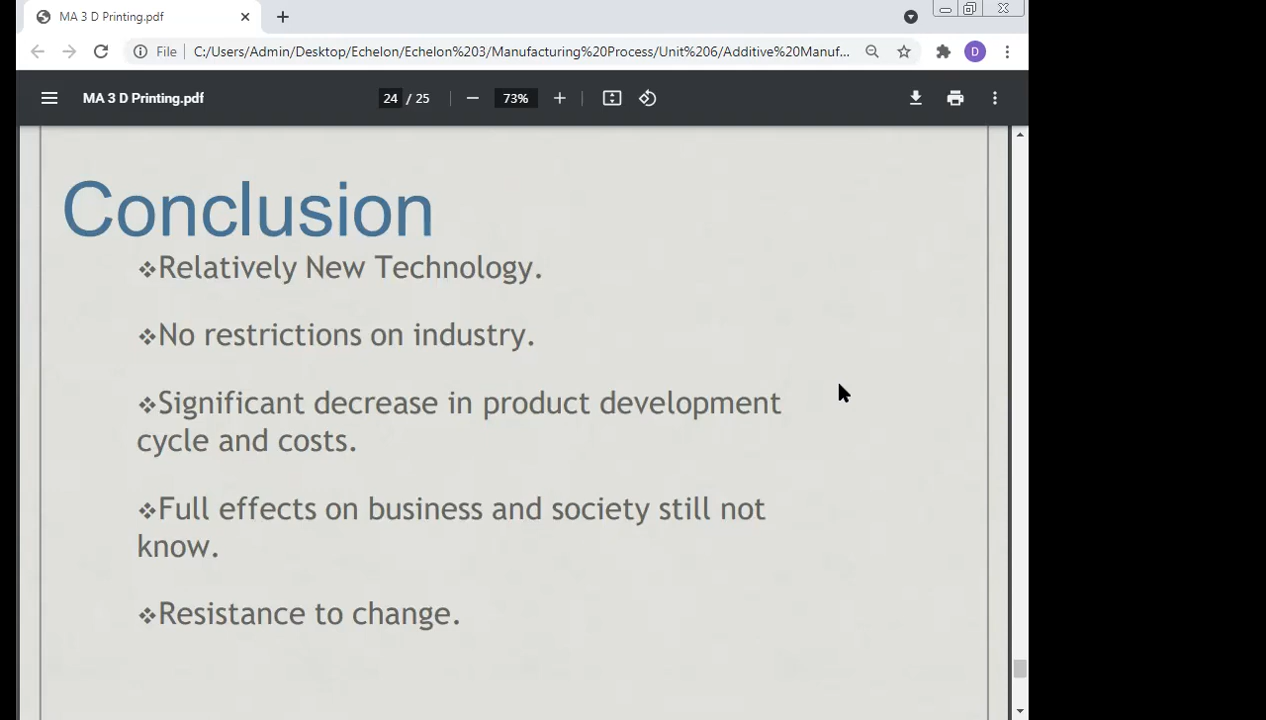 MA 3 D Printing.pdf
File C:/Users/Admin/Desktop/Echelon/Echelon%203/Manufacturing%20Process/Unit%206/Additive%20Manuf... D
MA 3 D Printing.pdf 24 / 25 73%
Conclusion
❖Relatively New Technology.
❖No restrictions on industry.
❖Significant decrease in product development
cycle and costs.
❖Full effects on business and society still not
know.
❖Resistance to change.